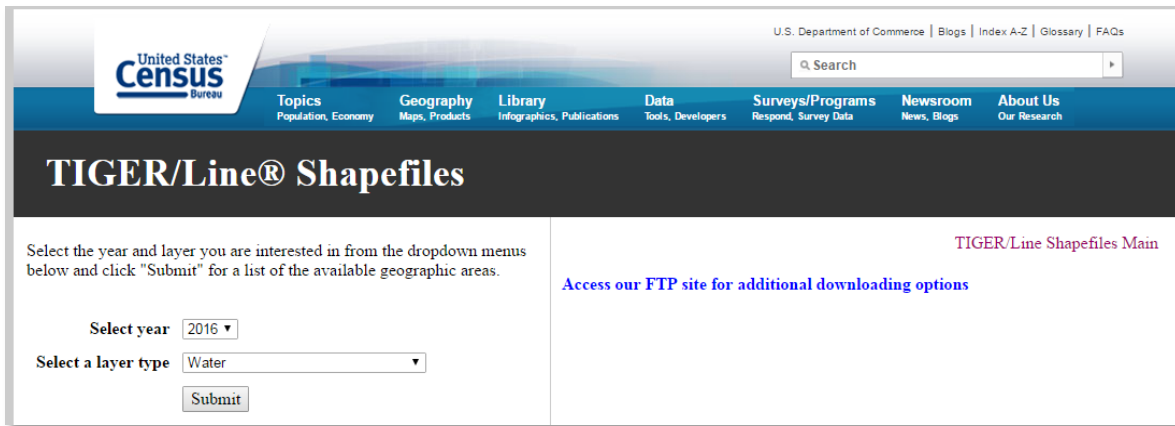 U.S. Department of Commerce | Blogs | Index A-Z | Glossary | FAQs
United States™
Census
Bureau
Search
Topics Geography Library Data Surveys/Programs Newsroom About Us
Population, Economy Maps, Products Infographics, Publications Tools, Developers Respond, Survey Data News, Blogs Our Research
TIGER/Line® Shapefiles
Select the year and layer you are interested in from the dropdown menus
below and click "Submit" for a list of the available geographic areas.
Select year 2016
Select a layer type Water
Submit
TIGER/Line Shapefiles Main
Access our FTP site for additional downloading options